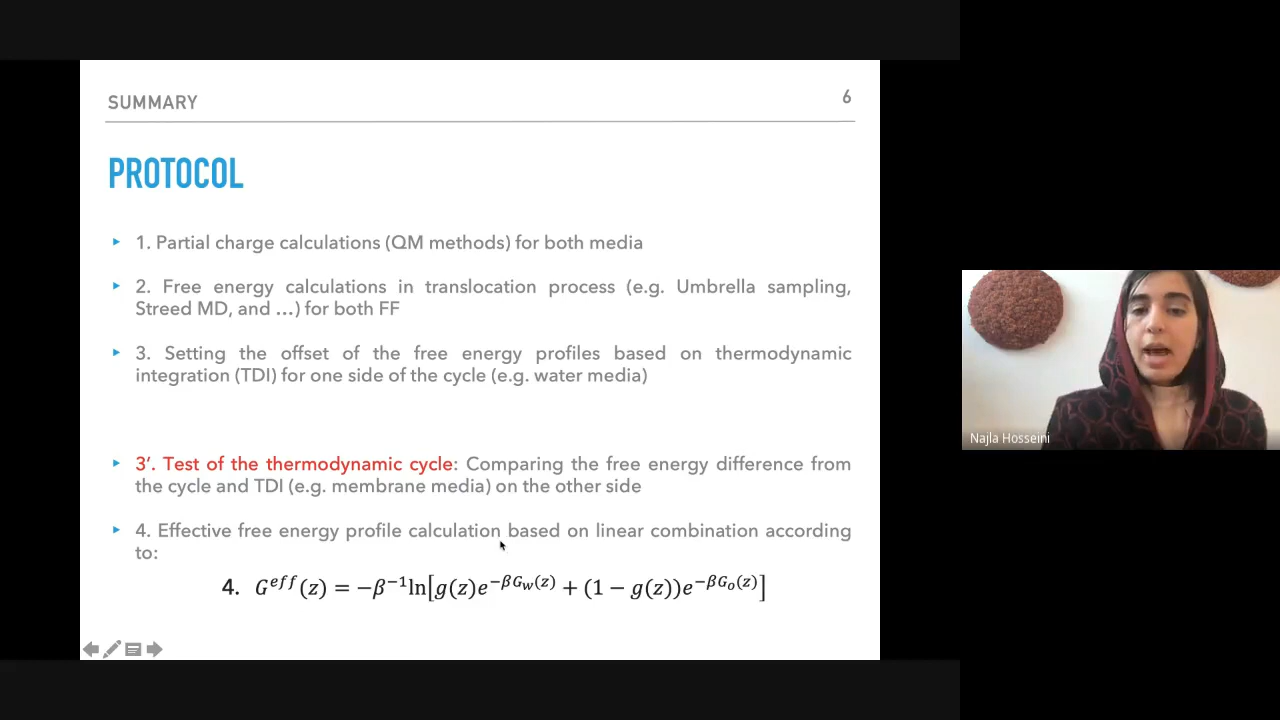 SUMMARY
6
PROTOCOL
1. Partial charge calculations (QM methods) for both media
2. Free energy calculations in translocation process (e.g. Umbrella sampling,
Streed MD, and …) for both FF
3. Setting the offset of the free energy profiles based on thermodynamic
integration (TDI) for one side of the cycle (e.g. water media)
3’. Test of the thermodynamic cycle: Comparing the free energy difference from
the cycle and TDI (e.g. membrane media) on the other side
4. Effective free energy profile calculation based on linear combination according
to:
4. G^{eff}(z) = −β^{−1}ln[g(z)e^{−βG_w(z)} + (1 − g(z))e^{−βG_o(z)}]
Najla Hosseini